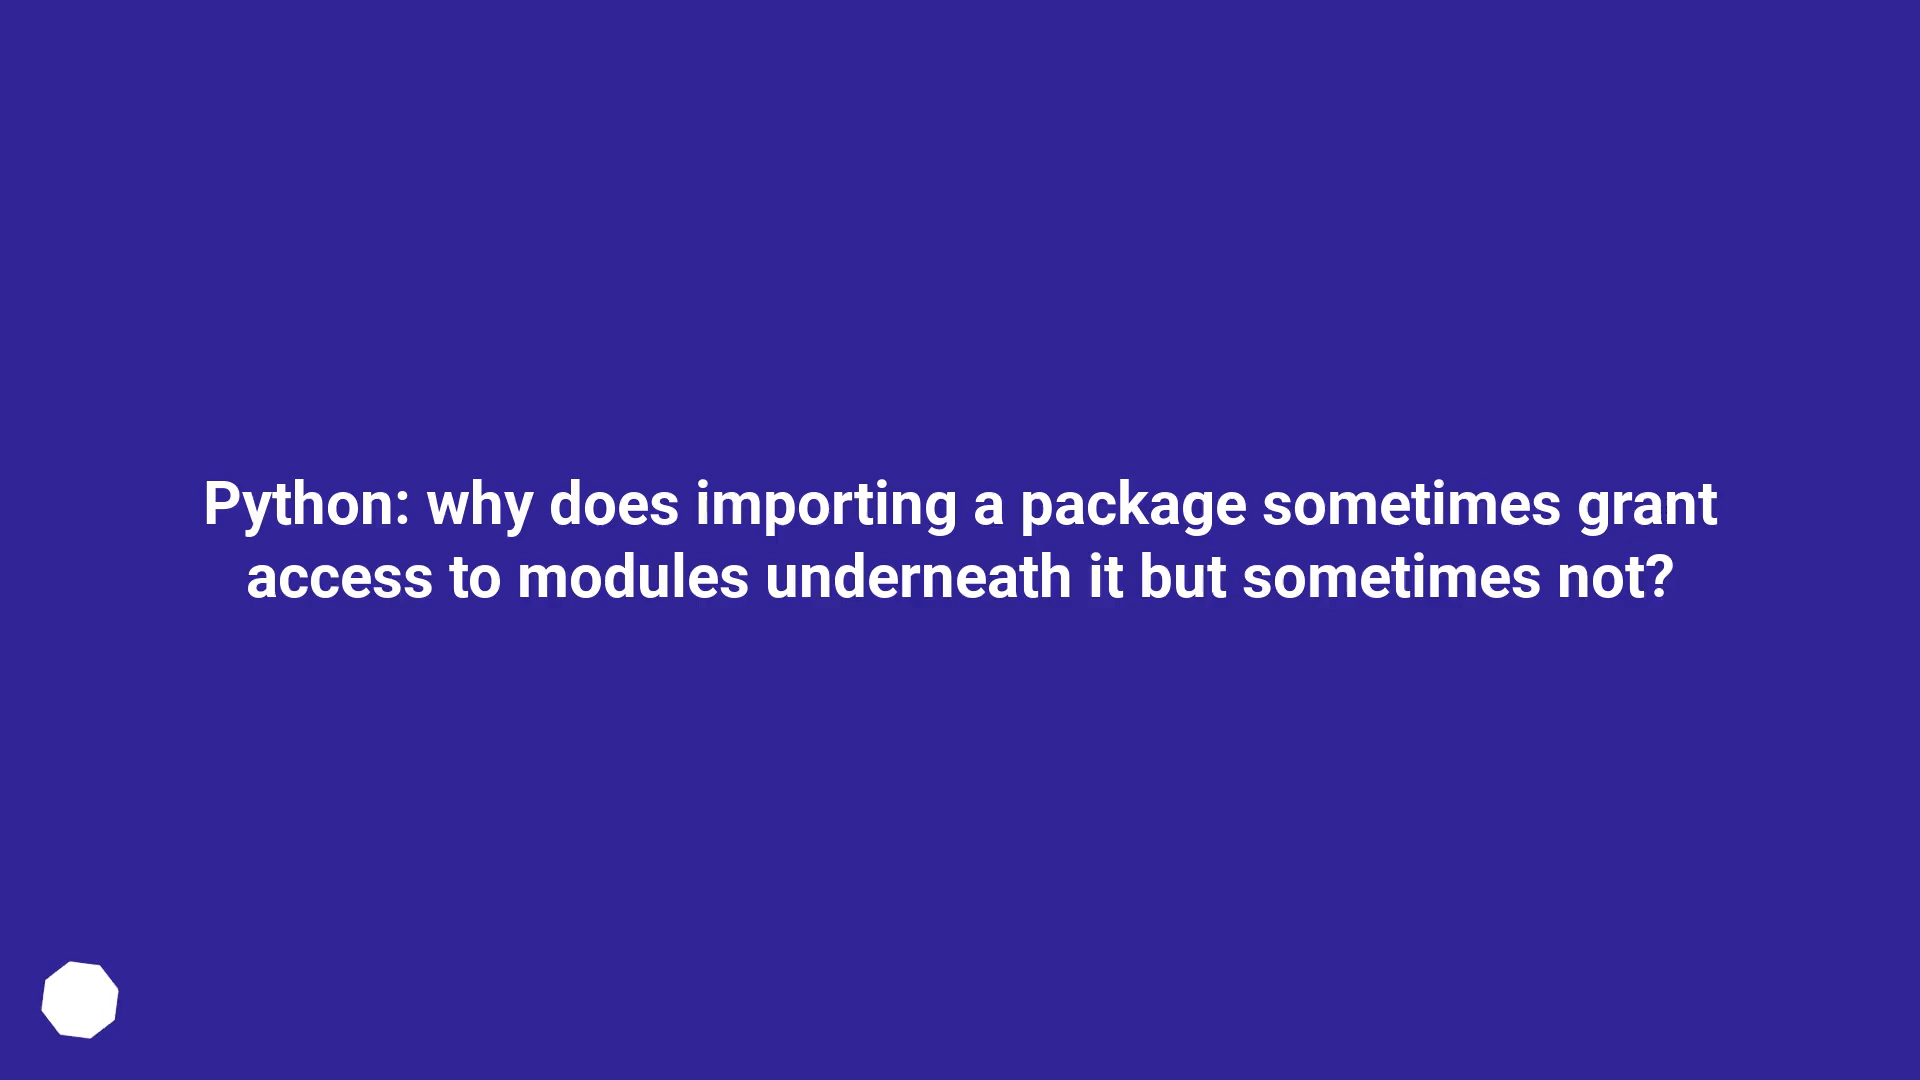 Python: why does importing a package sometimes grant
access to modules underneath it but sometimes not?